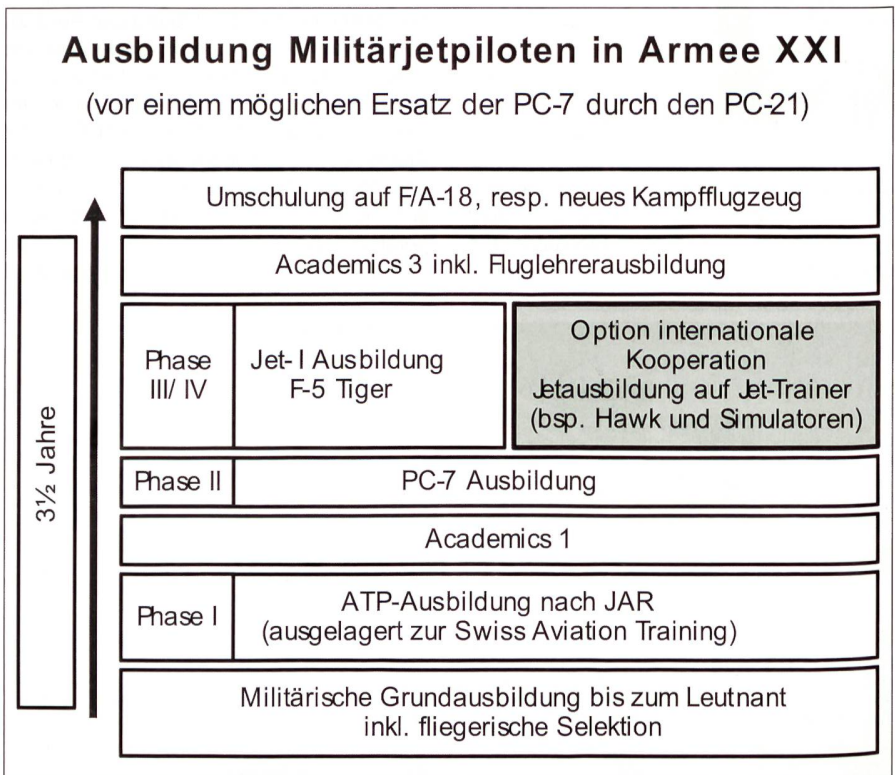 Ausbildung Militärjetpiloten in Armee XXI
(vor einem möglichen Ersatz der PC-7 durch den PC-21)
Umschulung auf F/A-18, resp. neues Kampfflugzeug
Academics 3 inkl. Fluglehrerausbildung
Phase
III/ IV
Jet- I Ausbildung
F-5 Tiger
Option internationale
Kooperation
Jetausbildung auf Jet-Trainer
(bsp. Hawk und Simulatoren)
3½ Jahre
Phase II
PC-7 Ausbildung
Academics 1
Phase I
ATP-Ausbildung nach JAR
(ausgelagert zur Swiss Aviation Training)
Militärische Grundausbildung bis zum Leutnant
inkl. fliegerische Selektion